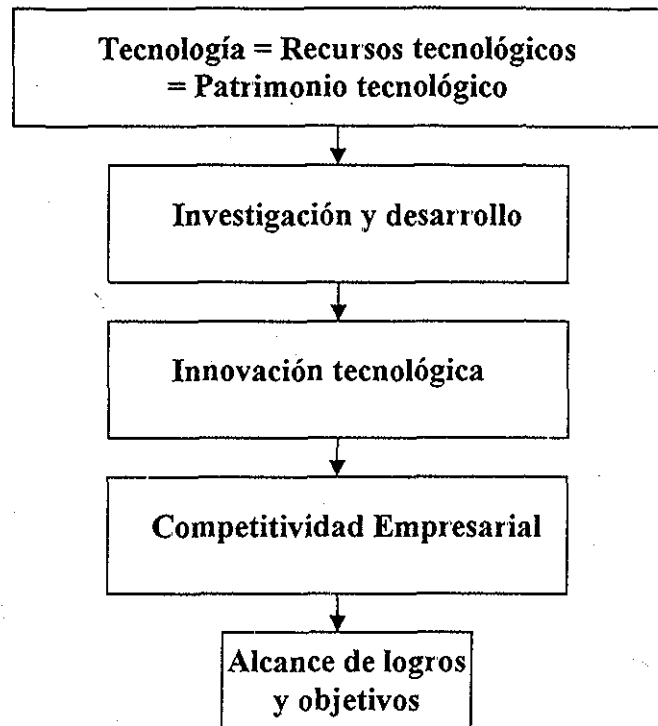 Tecnología = Recursos tecnológicos
= Patrimonio tecnológico
Investigación y desarrollo
Innovación tecnológica
Competitividad Empresarial
Alcance de logros
y objetivos